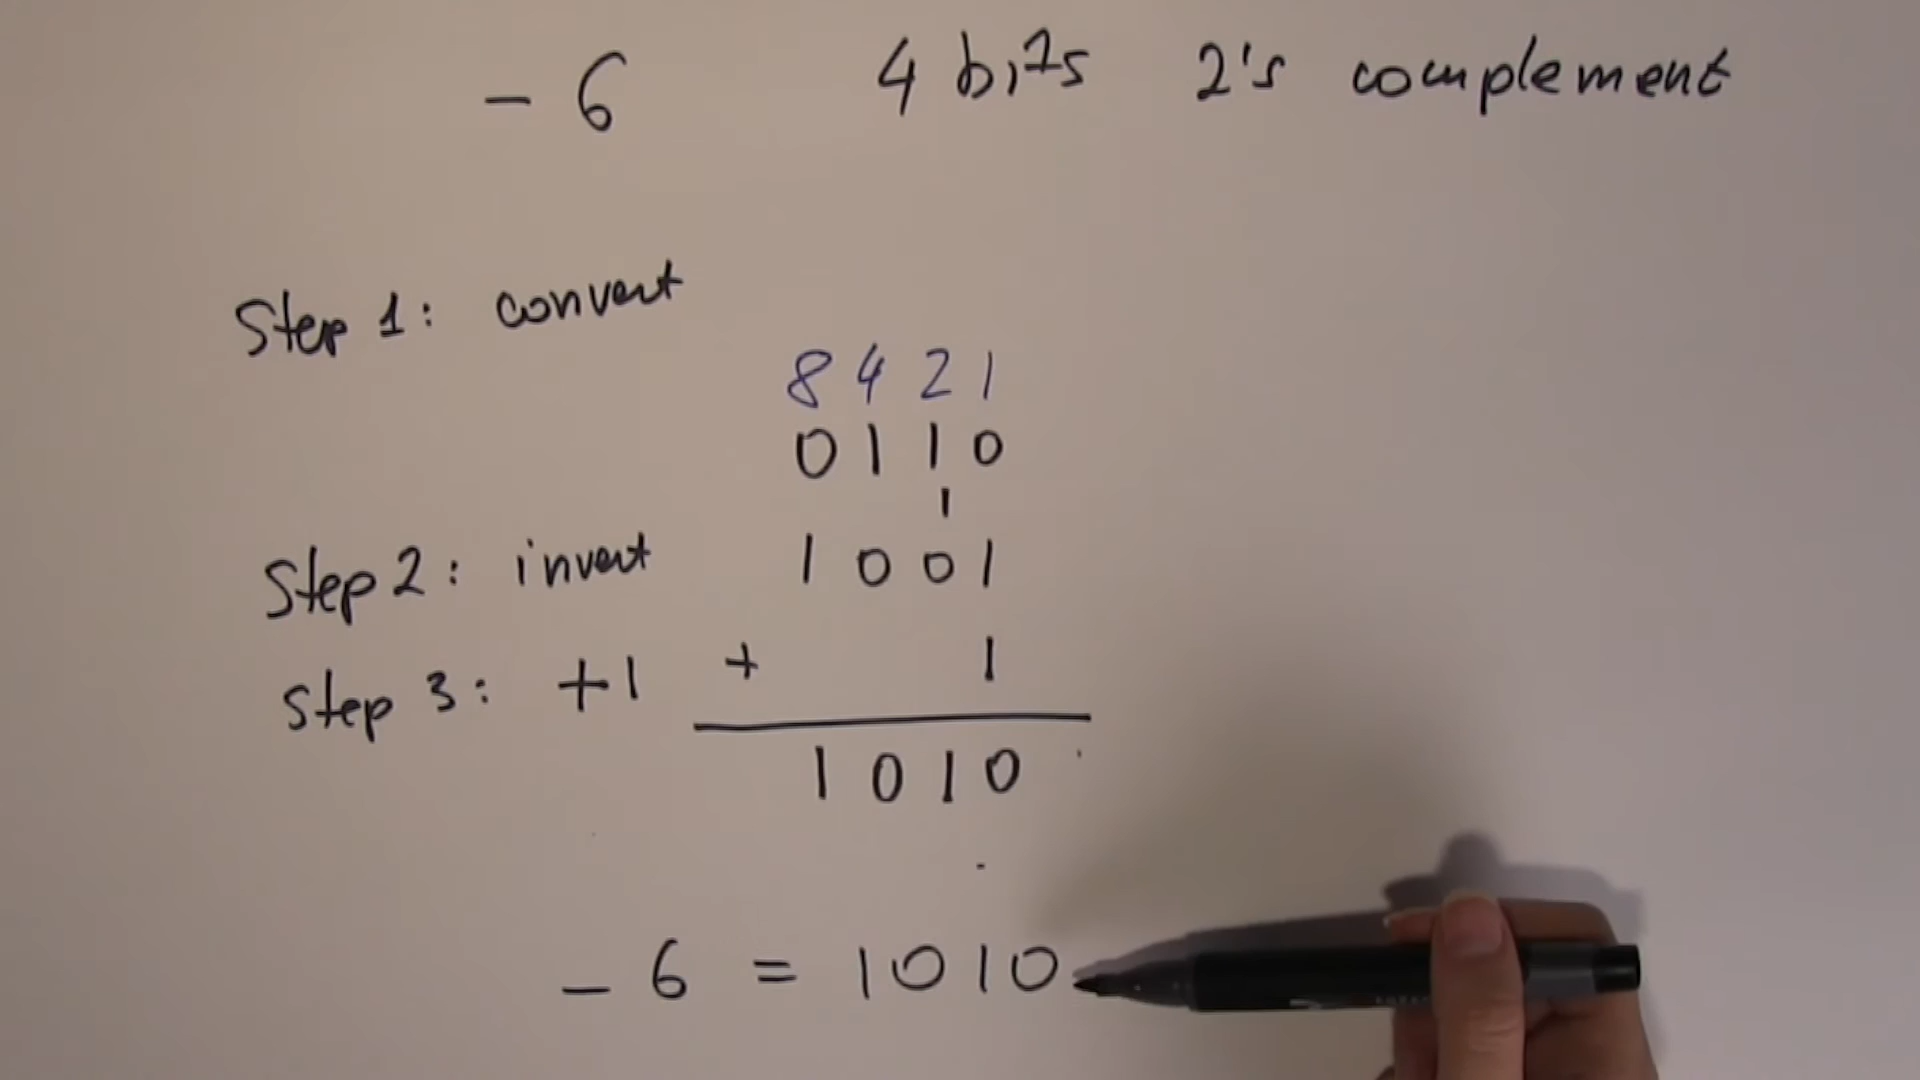 - 6 4 bits 2's complement
Step 1: convert
8 4 2 1
0 1 1 0
1
Step 2: invert 1 0 0 1
Step 3: +1 + 1
1 0 1 0
- 6 = 1 0 1 0